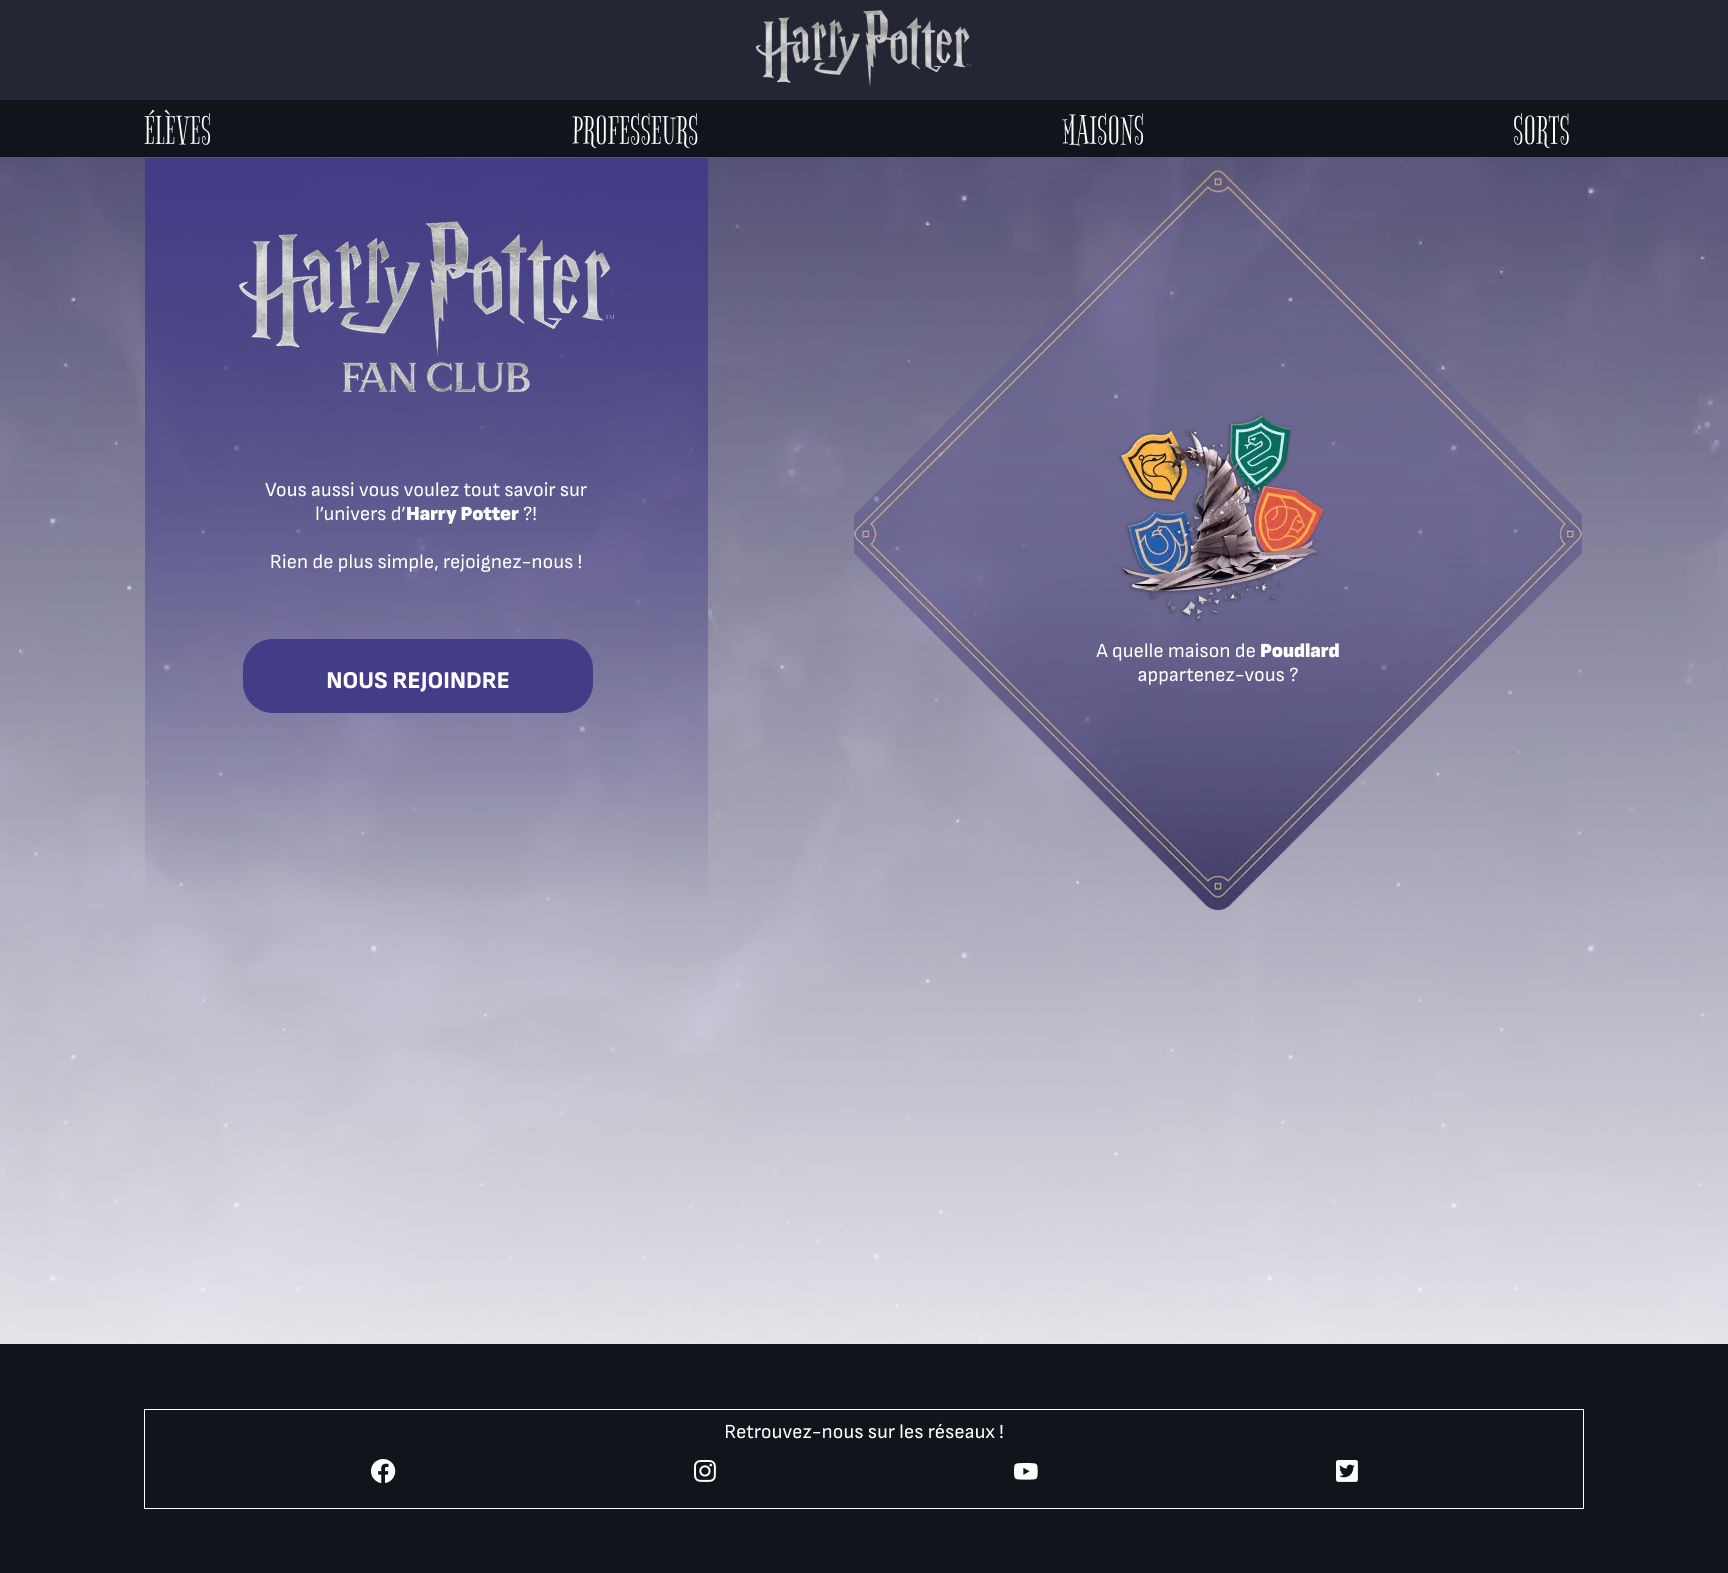 Harry Potter
ÉLÈVES
PROFESSEURS
MAISONS
SORTS
Harry Potter™
FAN CLUB
Vous aussi vous voulez tout savoir sur
l’univers d’Harry Potter ?!
Rien de plus simple, rejoignez-nous !
NOUS REJOINDRE
A quelle maison de Poudlard
appartenez-vous ?
Retrouvez-nous sur les réseaux !